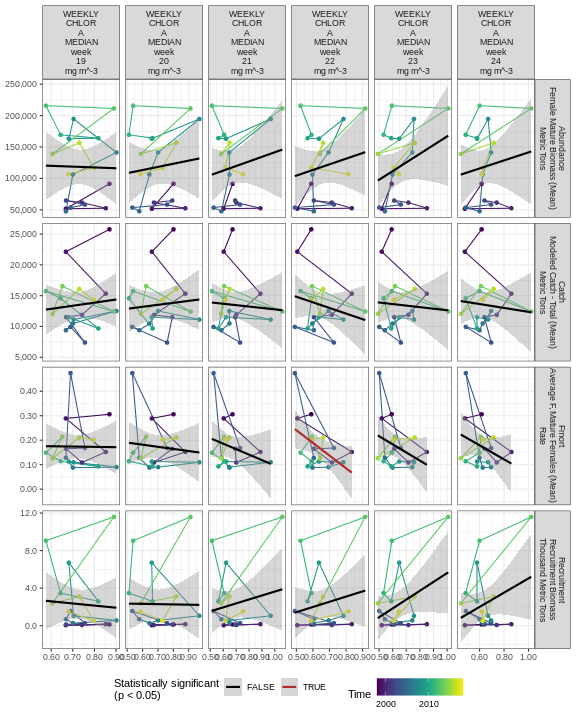 WEEKLY CHLOR A MEDIAN week 19 mg m^-3
WEEKLY CHLOR A MEDIAN week 20 mg m^-3
WEEKLY CHLOR A MEDIAN week 21 mg m^-3
WEEKLY CHLOR A MEDIAN week 22 mg m^-3
WEEKLY CHLOR A MEDIAN week 23 mg m^-3
WEEKLY CHLOR A MEDIAN week 24 mg m^-3
250,000
200,000
150,000
100,000
50,000
Abundance
Female Mature Biomass (Mean)
Metric Tons
25,000
20,000
15,000
10,000
5,000
Catch
Modelled Catch - Total (Mean)
Metric Tons
0.40
0.30
0.20
0.10
0.00
Fmort
Average F, Mature Females (Mean)
Rate
12.0
8.0
4.0
0.0
Recruitment
Recruitment Biomass
Thousand Metric Tons
0.60 0.70 0.80 0.90
0.50 0.60 0.70 0.80 0.90
0.50 0.60 0.70 0.80 0.90 1.00
0.50 0.60 0.70 0.80 0.90
0.50 0.60 0.70 0.80 0.90 1.00
0.60 0.80 1.00
Statistically significant
(p < 0.05)
FALSE
TRUE
Time
2000
2010